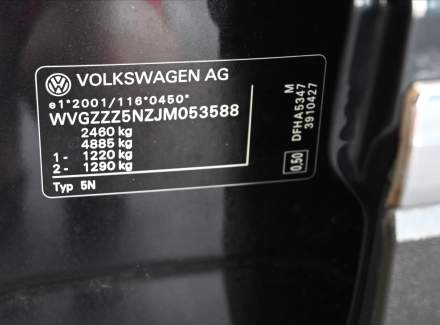 VOLKSWAGEN AG
e1*2001/116*0450*
WVGZZZ5NZJM053588
2460 kg
4885 kg
1- 1220 kg
2- 1290 kg
Typ 5N
M
DFHA5347
3910427
0,50